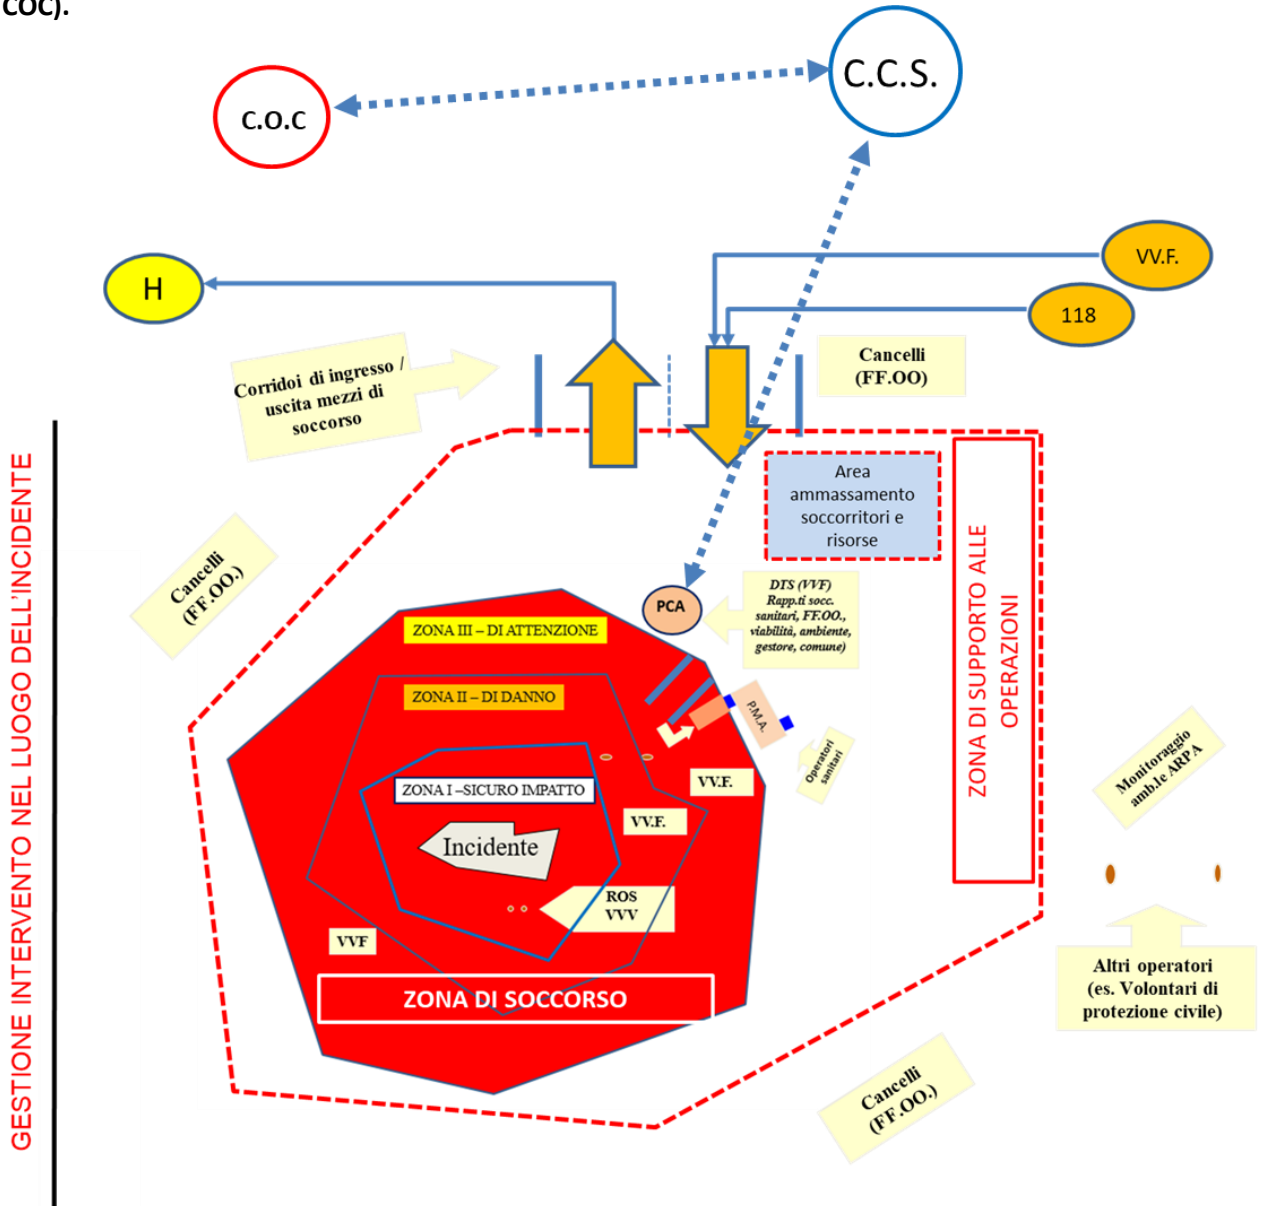 COC).
C.C.S.
C.O.C
VV.F.
H
118
Corridoi di ingresso /
uscita mezzi di
soccorso
Cancelli
(FF.OO)
GESTIONE INTERVENTO NEL LUOGO DELL'INCIDENTE
Area
ammassamento
soccorritori e
risorse
ZONA DI SUPPORTO ALLE
OPERAZIONI
Cancelli
(FF.OO.)
PCA
DTS (VVF)
Rapp.ti socc.
sanitari, FF.OO.,
viabilità, ambiente,
gestore, comune)
ZONA III – DI ATTENZIONE
ZONA II – DI DANNO
P.M.A.
Operatori
sanitari
Monitoraggio
amb.le ARPA
VV.F.
ZONA I –SICURO IMPATTO
VV.F.
Incidente
ROS
VVV
VVF
ZONA DI SOCCORSO
Altri operatori
(es. Volontari di
protezione civile)
Cancelli
(FF.OO.)